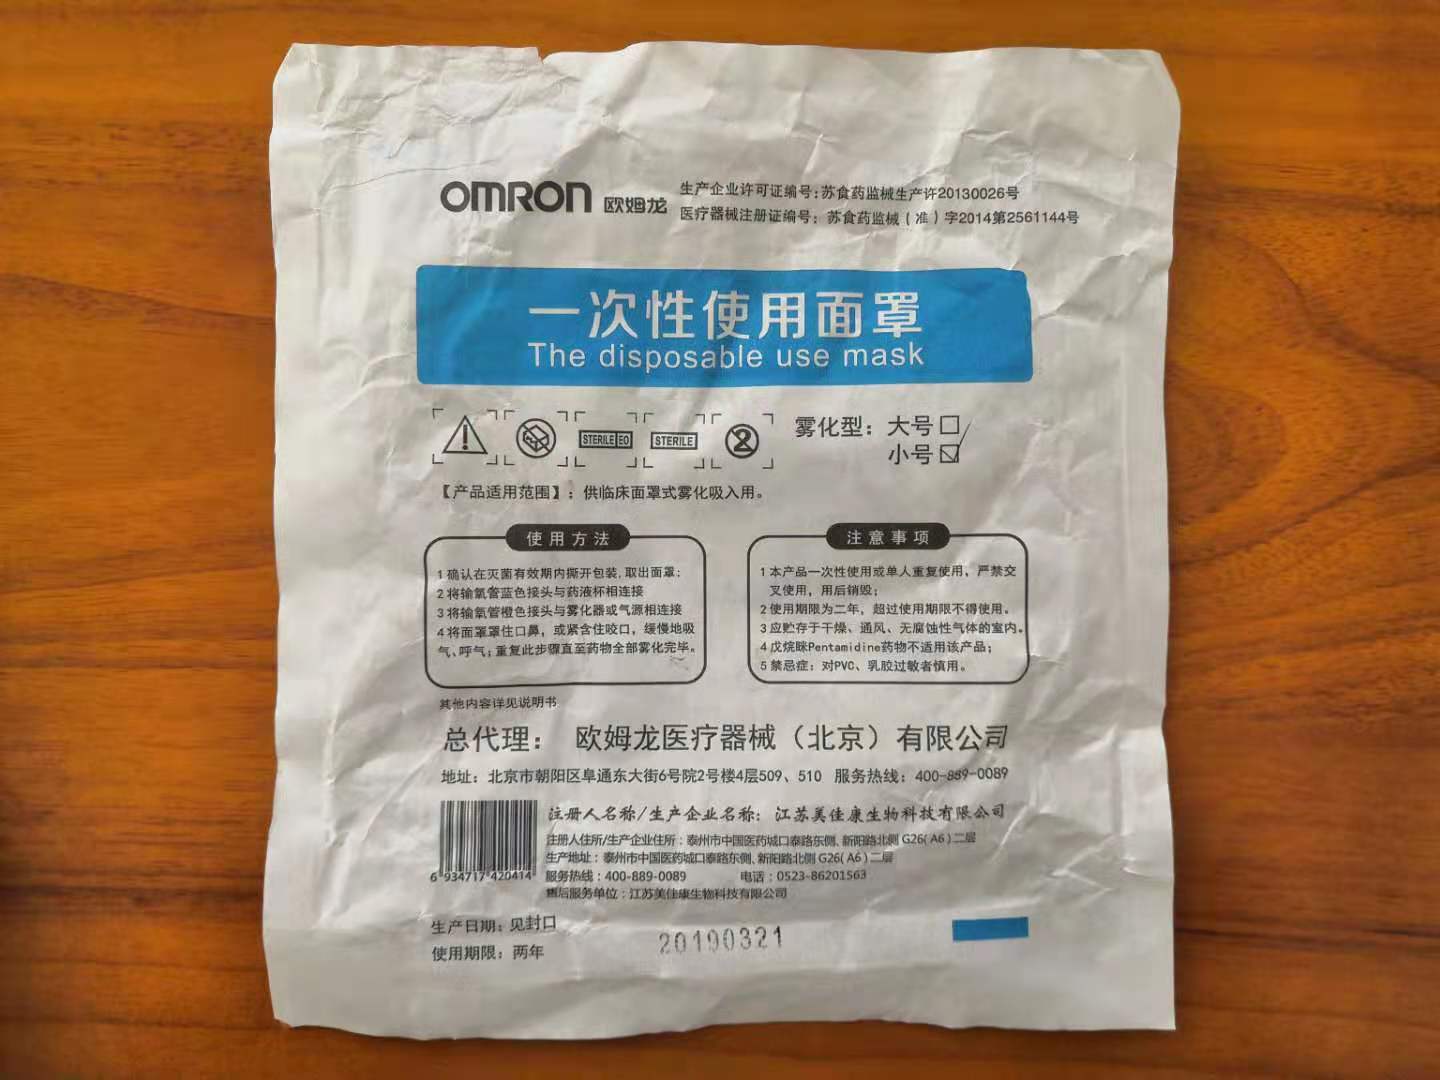 OMRON 欧姆龙
生产企业许可证编号:苏食药监械生产许20130026号
医疗器械注册证编号:苏食药监械(准)字2014第2561144号
一次性使用面罩
The disposable use mask
STERILE EO
STERILE
2
雾化型:大号□
小号☑
【产品适用范围】:供临床面罩式雾化吸入用。
使用方法
1 确认在灭菌有效期内撕开包装,取出面罩;
2 将输氧管蓝色接头与药液杯相连接
3 将输氧管橙色接头与雾化器或气源相连接
4 将面罩罩住口鼻,或紧含住咬口,缓慢地吸
气、呼气;重复此步骤直至药物全部雾化完毕。
注意事项
1 本产品一次性使用或单人重复使用,严禁交
叉使用,用后销毁;
2 使用期限为二年,超过使用期限不得使用。
3 应贮存于干燥、通风、无腐蚀性气体的室内。
4 戊烷脒Pentamidine药物不适用该产品;
5 禁忌症:对PVC、乳胶过敏者慎用。
其他内容详见说明书
总代理: 欧姆龙医疗器械(北京)有限公司
地址:北京市朝阳区阜通东大街6号院2号楼4层509、510 服务热线:400-889-0089
注册人名称/生产企业名称:江苏美佳康生物科技有限公司
注册人住所/生产企业住所:泰州市中国医药城口泰路东侧、新阳路北侧 G26(A6)二层
生产地址:泰州市中国医药城口泰路东侧、新阳路北侧 G26(A6)二层
服务热线:400-889-0089 电话:0523-86201563
售后服务单位:江苏美佳康生物科技有限公司
6 934717 420414
生产日期:见封口
使用期限:两年
20190321